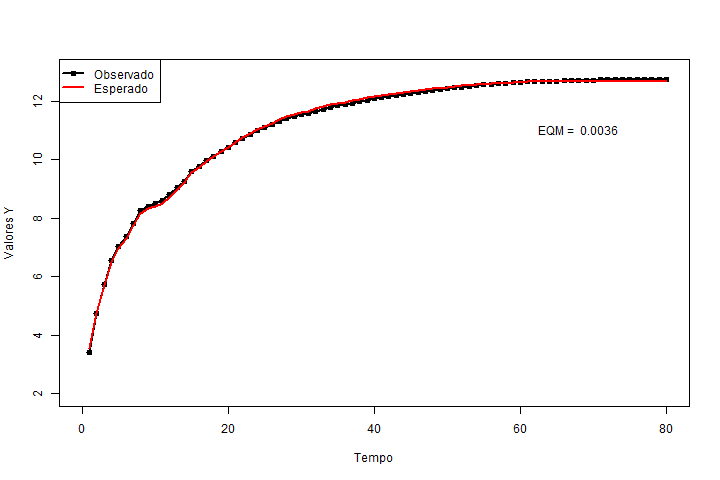 Observado
Esperado
EQM = 0.0036
Valores Y
12
10
8
6
4
2
0
20
40
60
80
Tempo